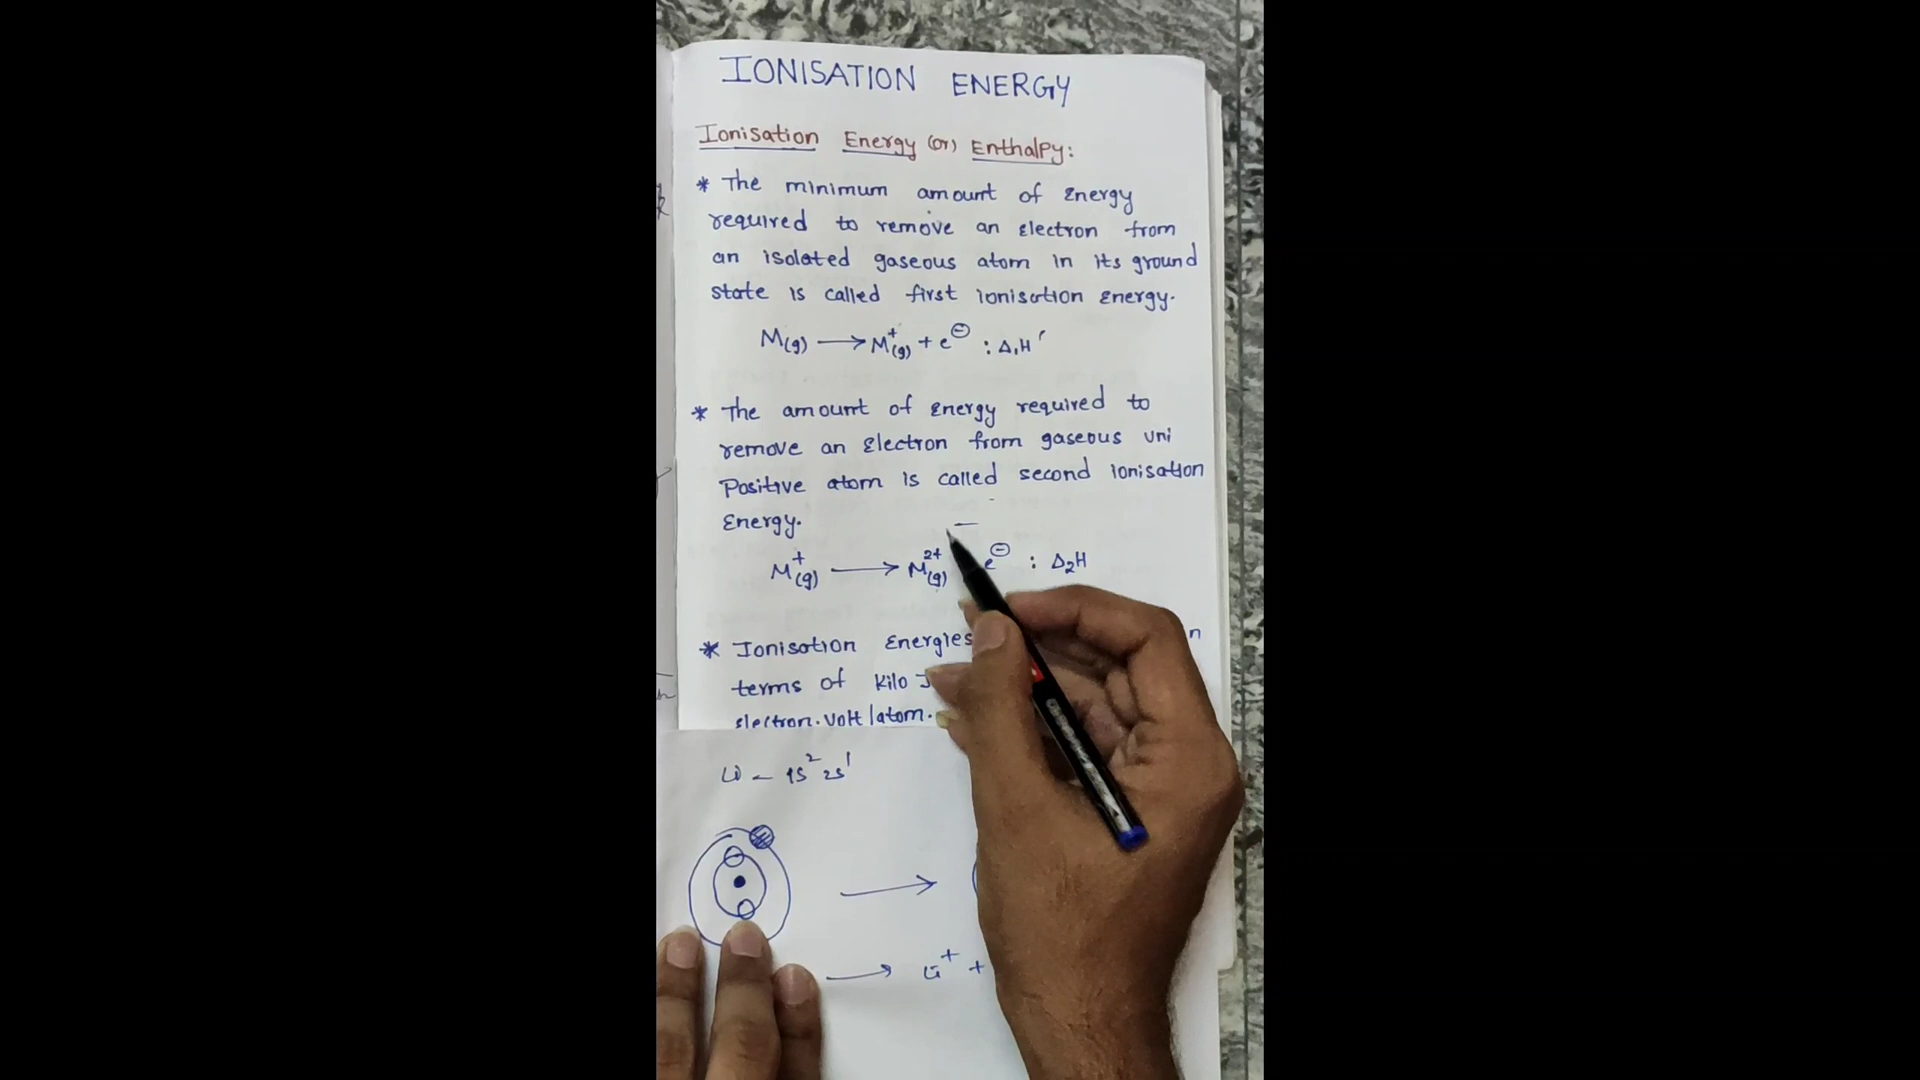 IONISATION ENERGY
Ionisation Energy (or) Enthalpy:
* The minimum amount of Energy
required to remove an electron from
an isolated gaseous atom in its ground
state is called first ionisation energy.
M(g) ⟶ M⁺(g) + e⊖ : Δ₁H
* The amount of Energy required to
remove an Electron from gaseous uni
Positive atom is called second ionisation
Energy.
M⁺(g) ⟶ M²⁺(g) e⊖ : Δ₂H
* Ionisation Energies n
terms of Kilo J
electron.volt/atom.
Li - 1s² 2s¹
⟶ Li⁺ +